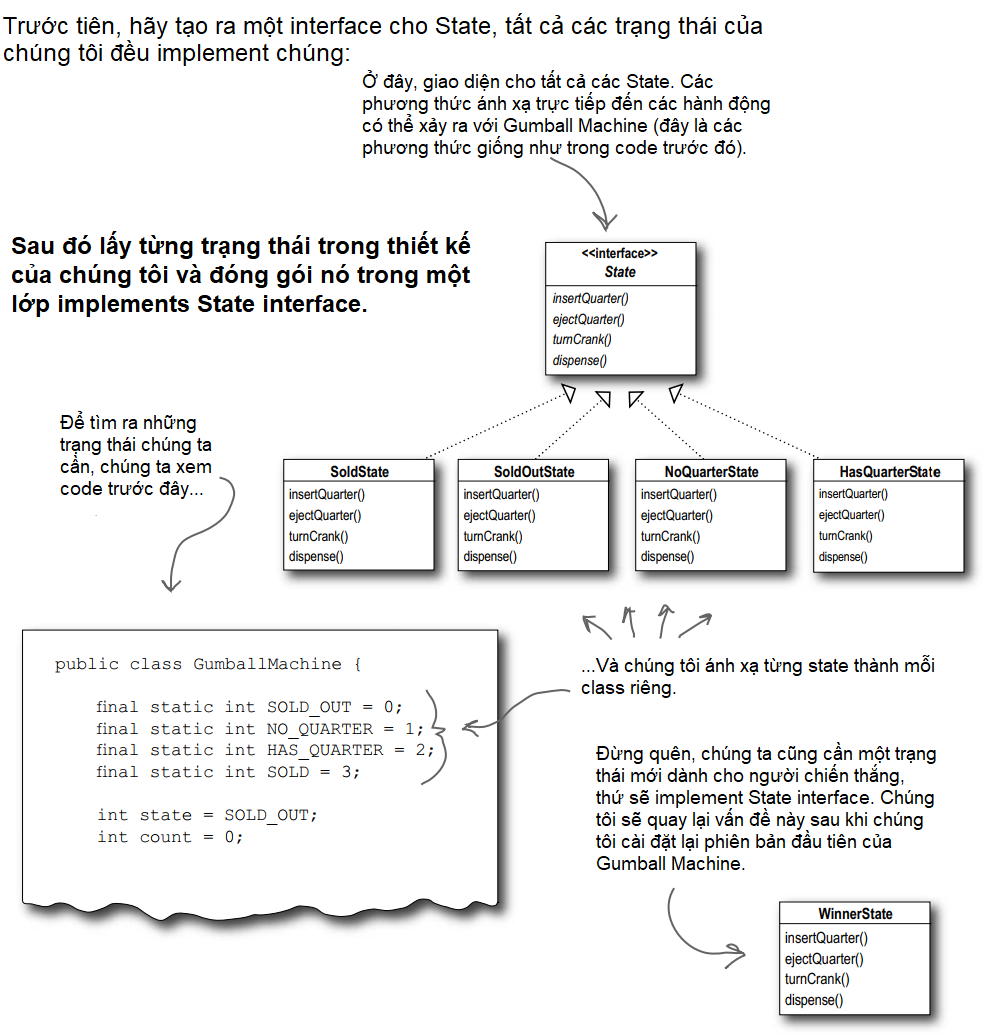 Trước tiên, hãy tạo ra một interface cho State, tất cả các trạng thái của
chúng tôi đều implement chúng:
Ở đây, giao diện cho tất cả các State. Các
phương thức ánh xạ trực tiếp đến các hành động
có thể xảy ra với Gumball Machine (đây là các
phương thức giống như trong code trước đó).
Sau đó lấy từng trạng thái trong thiết kế
của chúng tôi và đóng gói nó trong một
lớp implements State interface.
<<interface>>
State
insertQuarter()
ejectQuarter()
turnCrank()
dispense()
Để tìm ra những
trạng thái chúng ta
cần, chúng ta xem
code trước đây...
SoldState
insertQuarter()
ejectQuarter()
turnCrank()
dispense()
SoldOutState
insertQuarter()
ejectQuarter()
turnCrank()
dispense()
NoQuarterState
insertQuarter()
ejectQuarter()
turnCrank()
dispense()
HasQuarterState
insertQuarter()
ejectQuarter()
turnCrank()
dispense()
public class GumballMachine {
final static int SOLD_OUT = 0;
final static int NO_QUARTER = 1;
final static int HAS_QUARTER = 2;
final static int SOLD = 3;
int state = SOLD_OUT;
int count = 0;
...Và chúng tôi ánh xạ từng state thành mỗi
class riêng.
Đừng quên, chúng ta cũng cần một trạng
thái mới dành cho người chiến thắng,
thứ sẽ implement State interface. Chúng
tôi sẽ quay lại vấn đề này sau khi chúng
tôi cài đặt lại phiên bản đầu tiên của
Gumball Machine.
WinnerState
insertQuarter()
ejectQuarter()
turnCrank()
dispense()